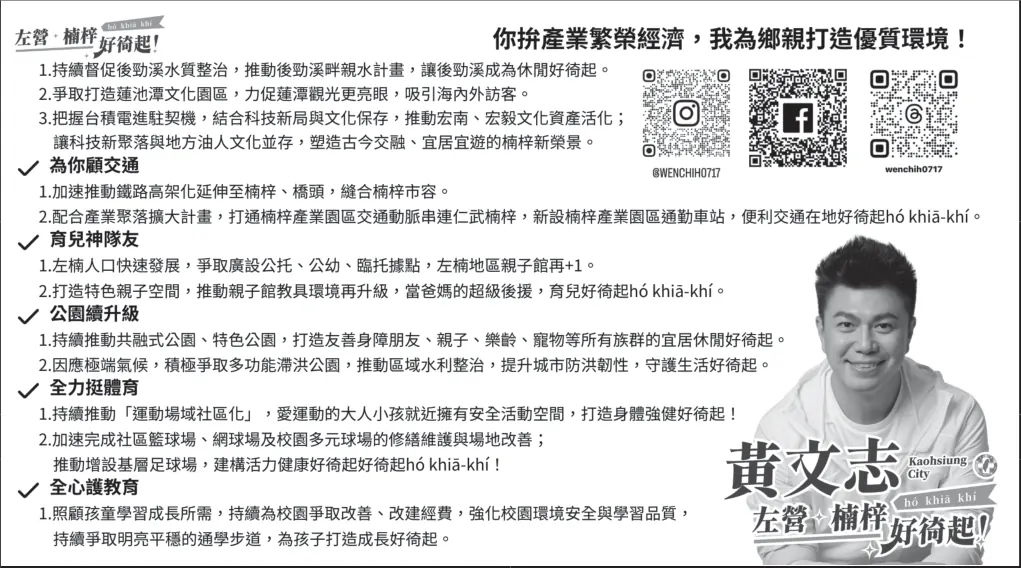 左營 楠梓
hó khiā khí
好徛起!
你拚產業繁榮經濟，我為鄉親打造優質環境！
1.持續督促後勁溪水質整治，推動後勁溪畔親水計畫，讓後勁溪成為休閒好徛起。
2.爭取打造蓮池潭文化園區，力促蓮潭觀光更亮眼，吸引海內外訪客。
3.把握台積電進駐契機，結合科技新局與文化保存，推動宏南、宏毅文化資產活化；
讓科技新聚落與地方油人文化並存，塑造古今交融、宜居宜遊的楠梓新榮景。
@WENCHIH0717
wenchih0717
為你顧交通
1.加速推動鐵路高架化延伸至楠梓、橋頭，縫合楠梓市容。
2.配合產業聚落擴大計畫，打通楠梓產業園區交通動脈串連仁武楠梓，新設楠梓產業園區通勤車站，便利交通在地好徛起hó khiā-khí。
育兒神隊友
1.左楠人口快速發展，爭取廣設公托、公幼、臨托據點，左楠地區親子館再+1。
2.打造特色親子空間，推動親子館教具環境再升級，當爸媽的超級後援，育兒好徛起hó khiā-khí。
公園續升級
1.持續推動共融式公園、特色公園，打造友善身障朋友、親子、樂齡、寵物等所有族群的宜居休閒好徛起。
2.因應極端氣候，積極爭取多功能滯洪公園，推動區域水利整治，提升城市防洪韌性，守護生活好徛起。
全力挺體育
1.持續推動「運動場域社區化」，愛運動的大人小孩就近擁有安全活動空間，打造身體強健好徛起！
2.加速完成社區籃球場、網球場及校園多元球場的修繕維護與場地改善；
推動增設基層足球場，建構活力健康好徛起好徛起hó khiā-khí！
全心護教育
1.照顧孩童學習成長所需，持續為校園爭取改善、改建經費，強化校園環境安全與學習品質，
持續爭取明亮平穩的通學步道，為孩子打造成長好徛起。
黃文志
Kaohsiung
City
左營 楠梓
hó khiā khí
好徛起!